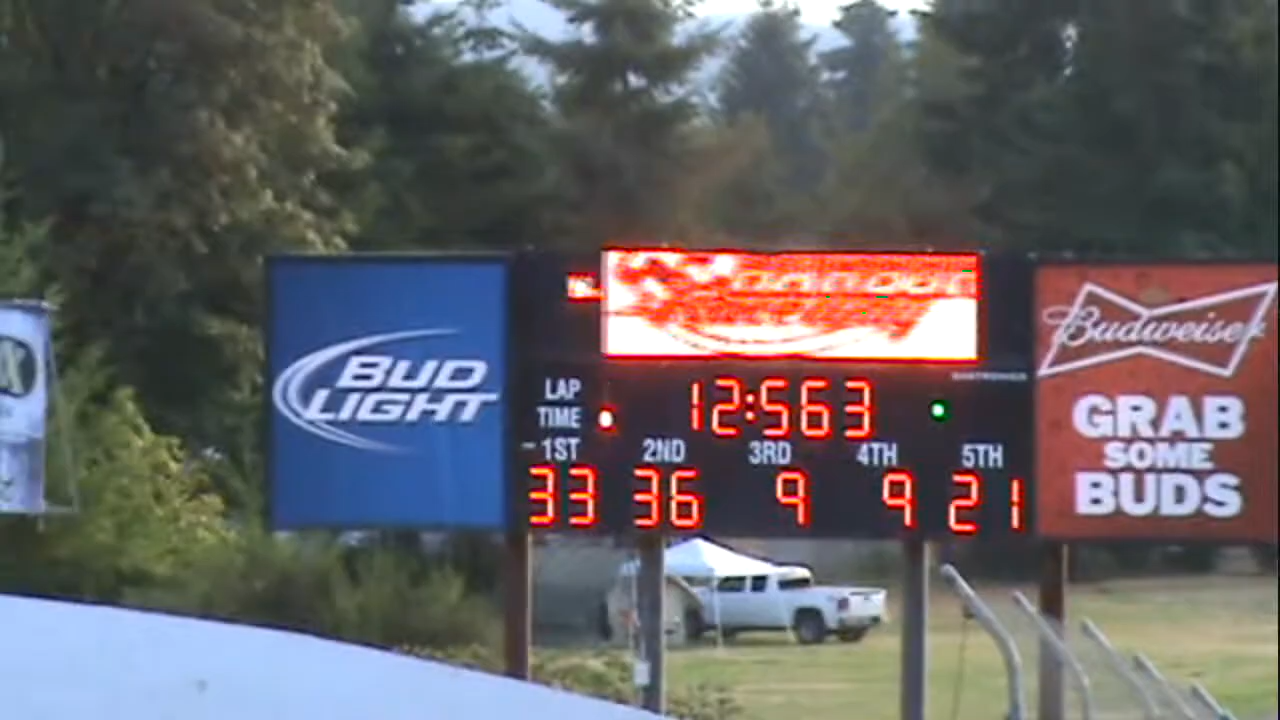 BUD
LIGHT
LAP
TIME
12:563
1ST 2ND 3RD 4TH 5TH
33 36 9 9 21
Budweiser
GRAB
SOME
BUDS